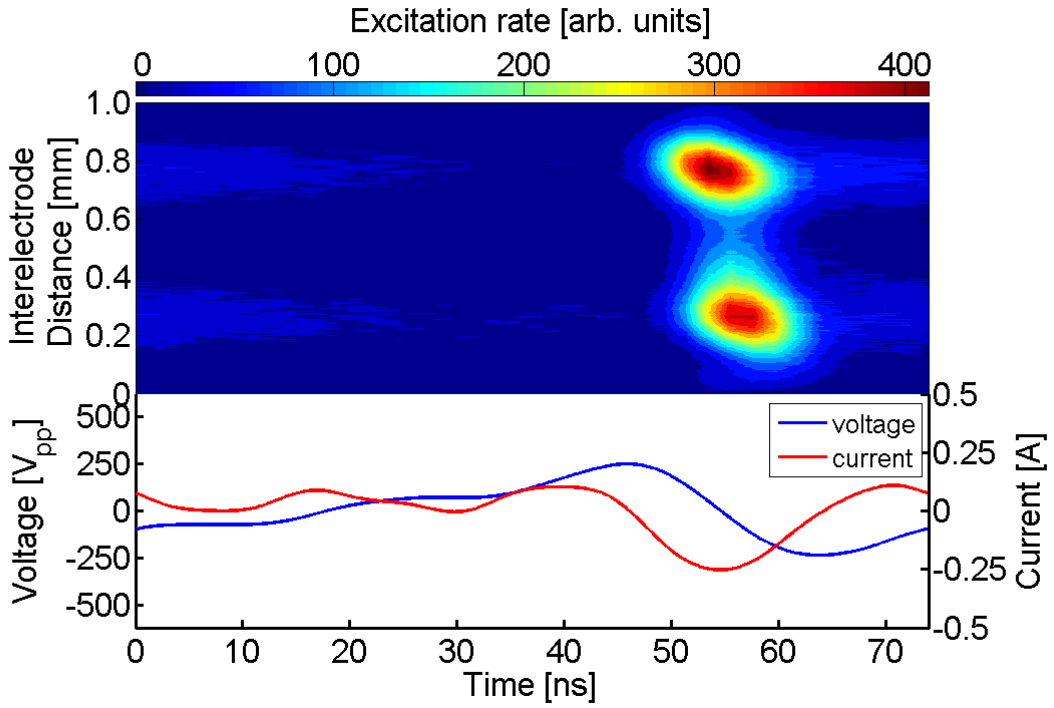 Excitation rate [arb. units]
0 100 200 300 400
Interelectrode
Distance [mm]
1.0
0.8
0.6
0.4
0.2
0
Voltage [Vpp]
500
250
0
-250
-500
voltage
current
0.5
0.25
0
-0.25
-0.5
Current [A]
0 10 20 30 40 50 60 70
Time [ns]